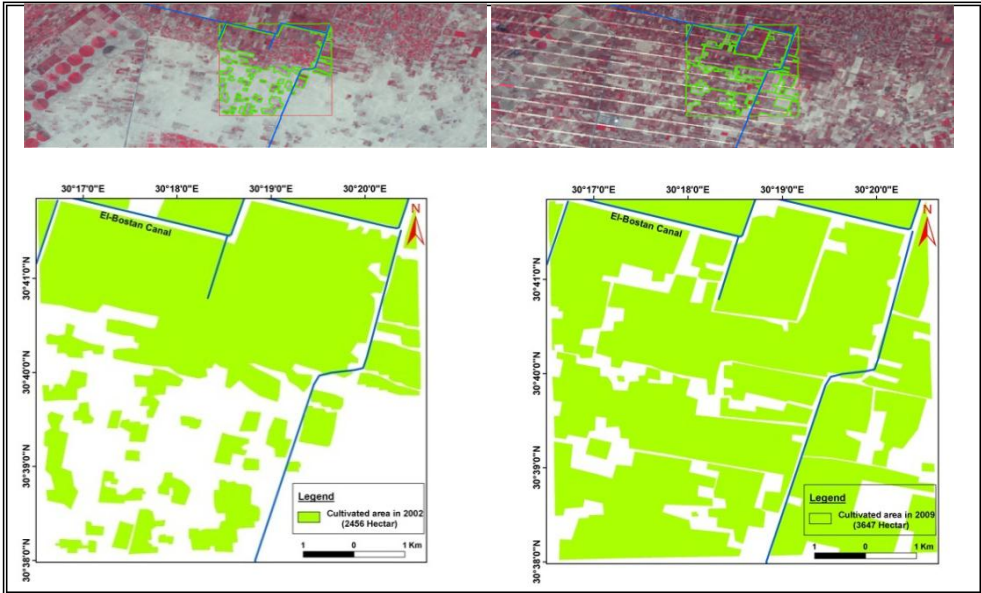 30°17'0"E 30°18'0"E 30°19'0"E 30°20'0"E
El-Bostan Canal
N
30°41'0"N
30°40'0"N
30°39'0"N
30°38'0"N
Legend
Cultivated area in 2002
(2456 Hectar)
1 0 1 Km
30°17'0"E 30°18'0"E 30°19'0"E 30°20'0"E
El-Bostan Canal
N
30°41'0"N
30°40'0"N
30°39'0"N
30°38'0"N
Legend
Cultivated area in 2009
(3647 Hectar)
1 0 1 Km